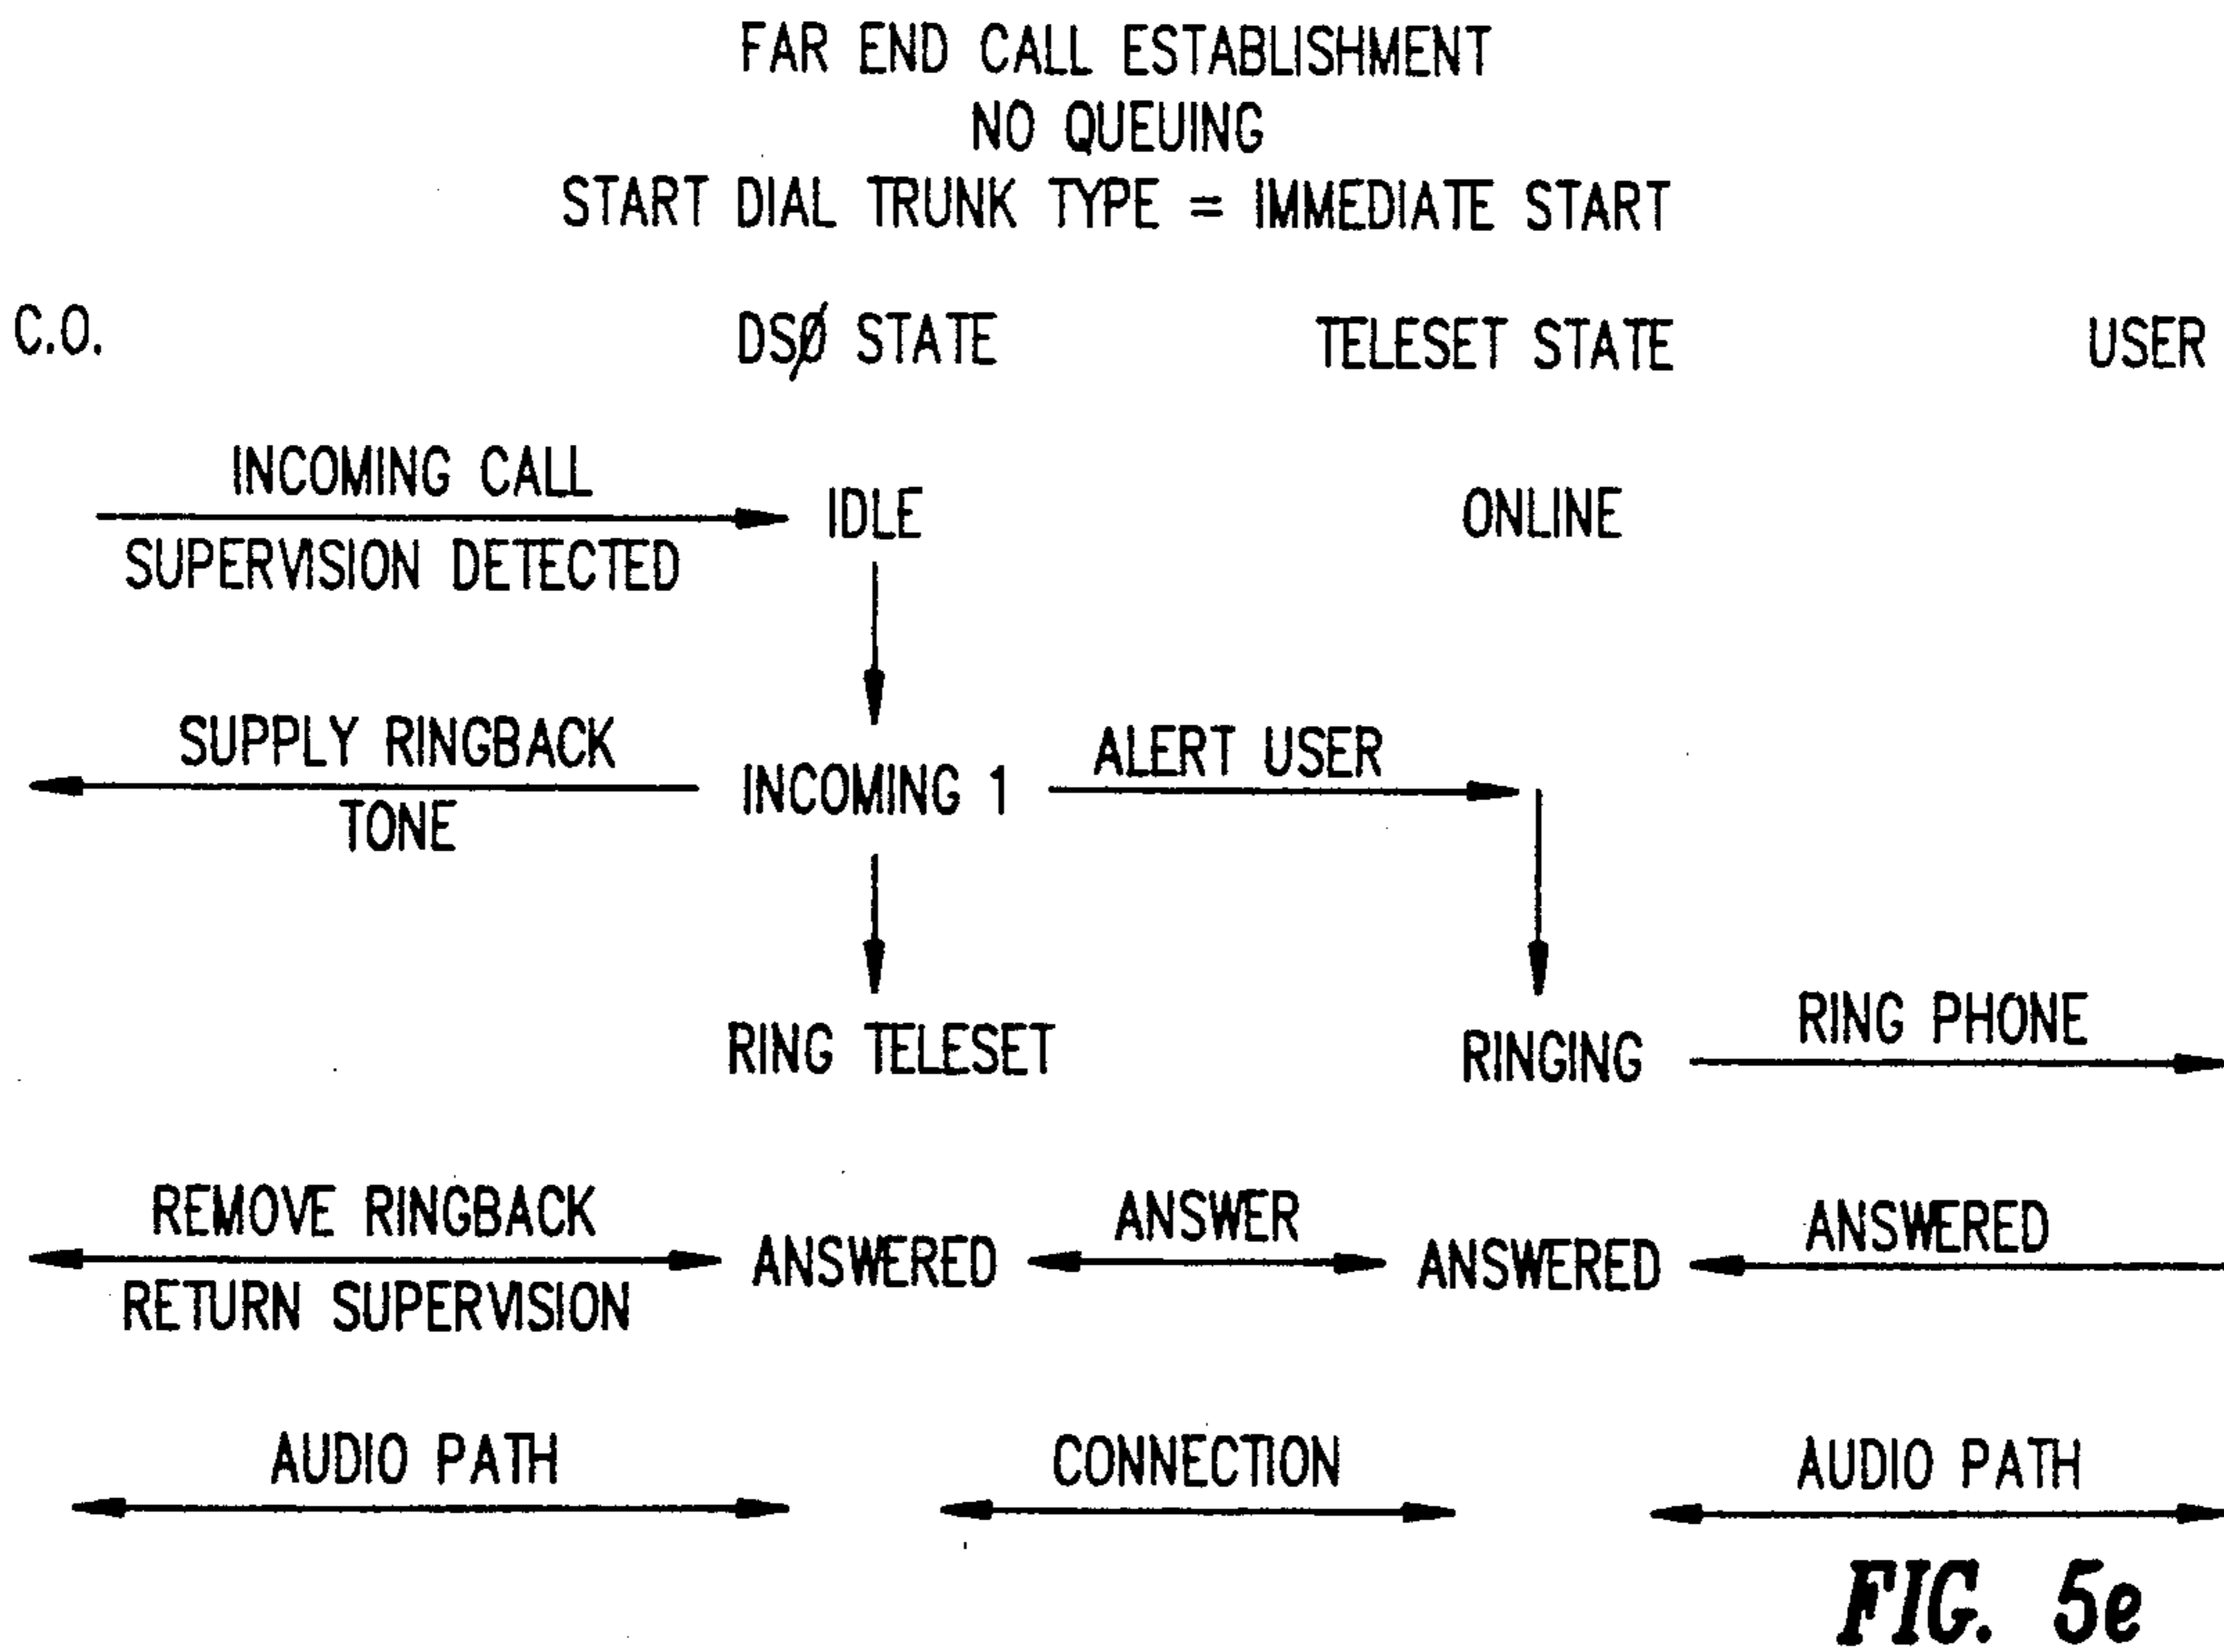 FAR END CALL ESTABLISHMENT
NO QUEUING
START DIAL TRUNK TYPE = IMMEDIATE START
C.O. DSØ STATE TELESET STATE USER
INCOMING CALL
SUPERVISION DETECTED
IDLE
ONLINE
SUPPLY RINGBACK
TONE
INCOMING 1
ALERT USER
RING TELESET
RINGING
RING PHONE
REMOVE RINGBACK
RETURN SUPERVISION
ANSWERED
ANSWER
ANSWERED
ANSWERED
AUDIO PATH
CONNECTION
AUDIO PATH
FIG. 5e